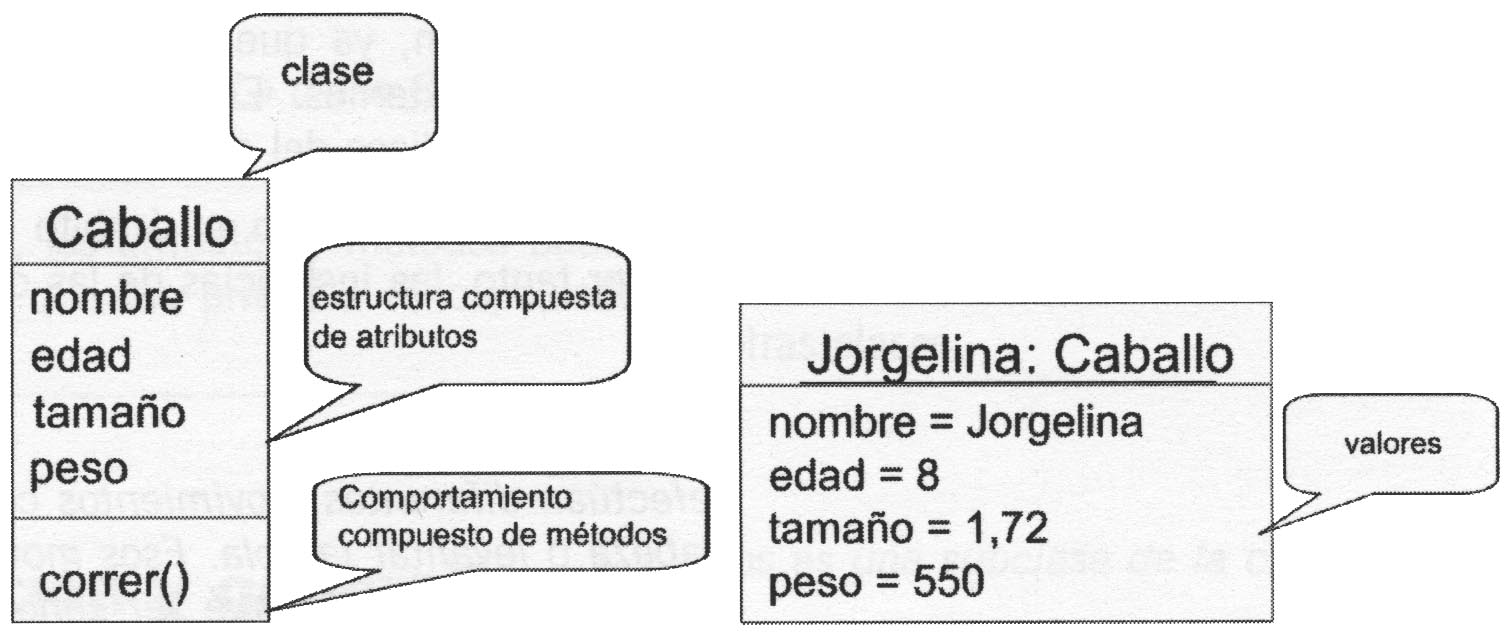 clase
Caballo
nombre
edad
tamaño
peso
correr()
estructura compuesta
de atributos
Comportamiento
compuesto de métodos
Jorgelina: Caballo
nombre = Jorgelina
edad = 8
tamaño = 1,72
peso = 550
valores